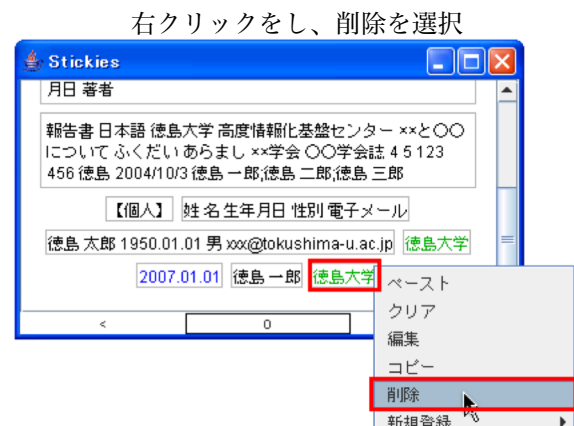 右クリックをし、削除を選択
Stickies
月日 著者
報告書 日本語 徳島大学 高度情報化基盤センター ××と〇〇
について ふくだい あらまし ××学会 〇〇学会誌 4 5 123
456 徳島 2004/10/3 徳島 一郎;徳島 二郎;徳島 三郎
【個人】 姓 名 生年月日 性別 電子メール
徳島 太郎 1950.01.01 男 xxx@tokushima-u.ac.jp 徳島大学
2007.01.01 徳島 一郎 徳島大学
< 0
ペースト
クリア
編集
コピー
削除
新規登録